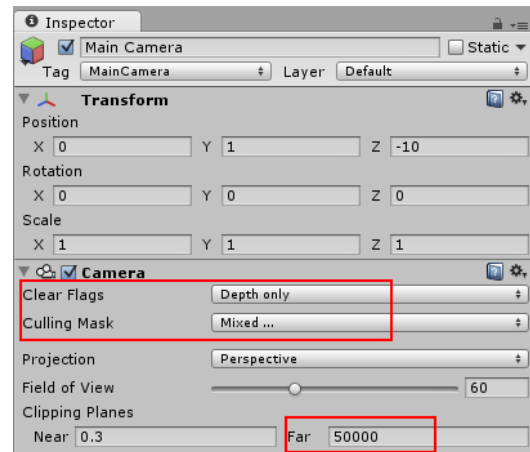 Inspector
Main Camera Static
Tag MainCamera Layer Default
Transform
Position
X 0 Y 1 Z -10
Rotation
X 0 Y 0 Z 0
Scale
X 1 Y 1 Z 1
Camera
Clear Flags Depth only
Culling Mask Mixed ...
Projection Perspective
Field of View 60
Clipping Planes
Near 0.3 Far 50000